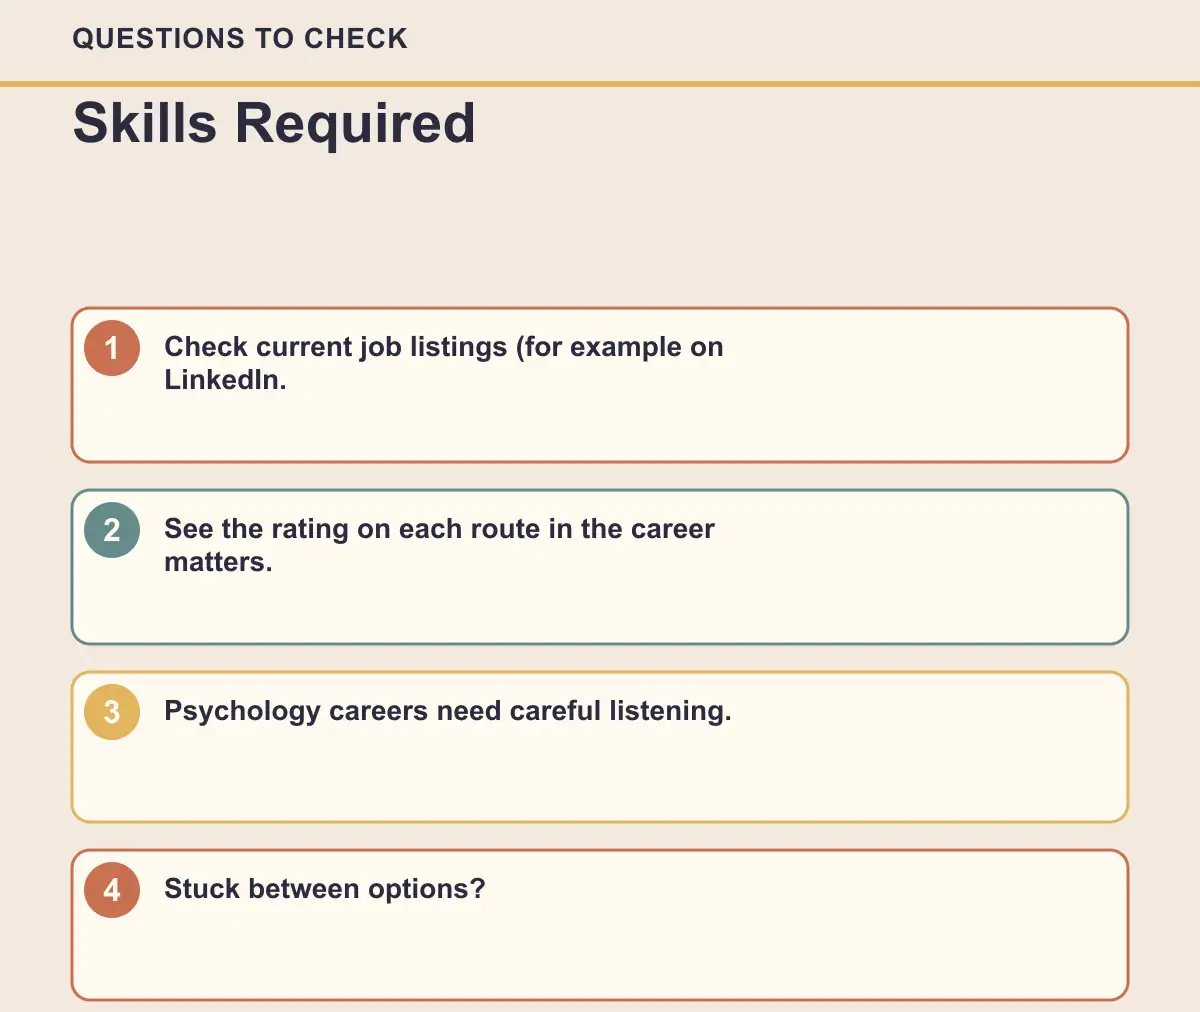 QUESTIONS TO CHECK
Skills Required
1
Check current job listings (for example on
LinkedIn.
2
See the rating on each route in the career
matters.
3
Psychology careers need careful listening.
4
Stuck between options?